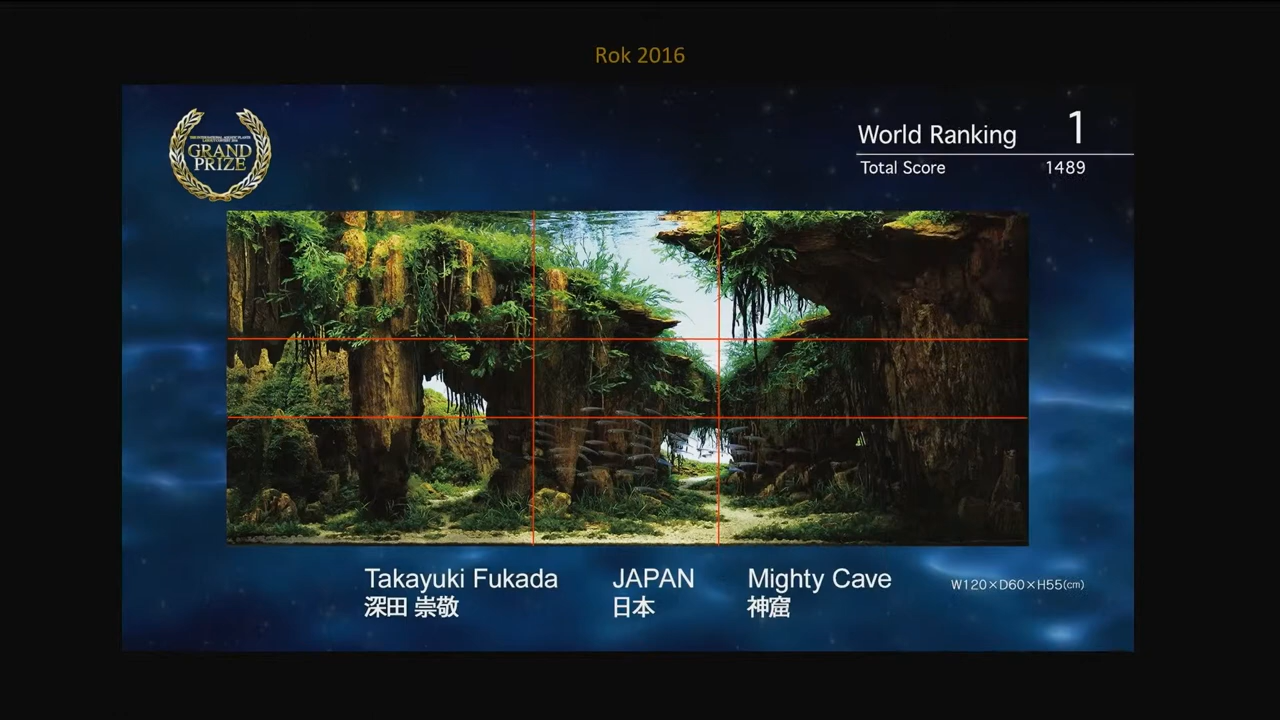 Rok 2016
GRAND
PRIZE
World Ranking 1
Total Score 1489
Takayuki Fukada JAPAN Mighty Cave W120×D60×H55(cm)
深田 崇敬 日本 神窟